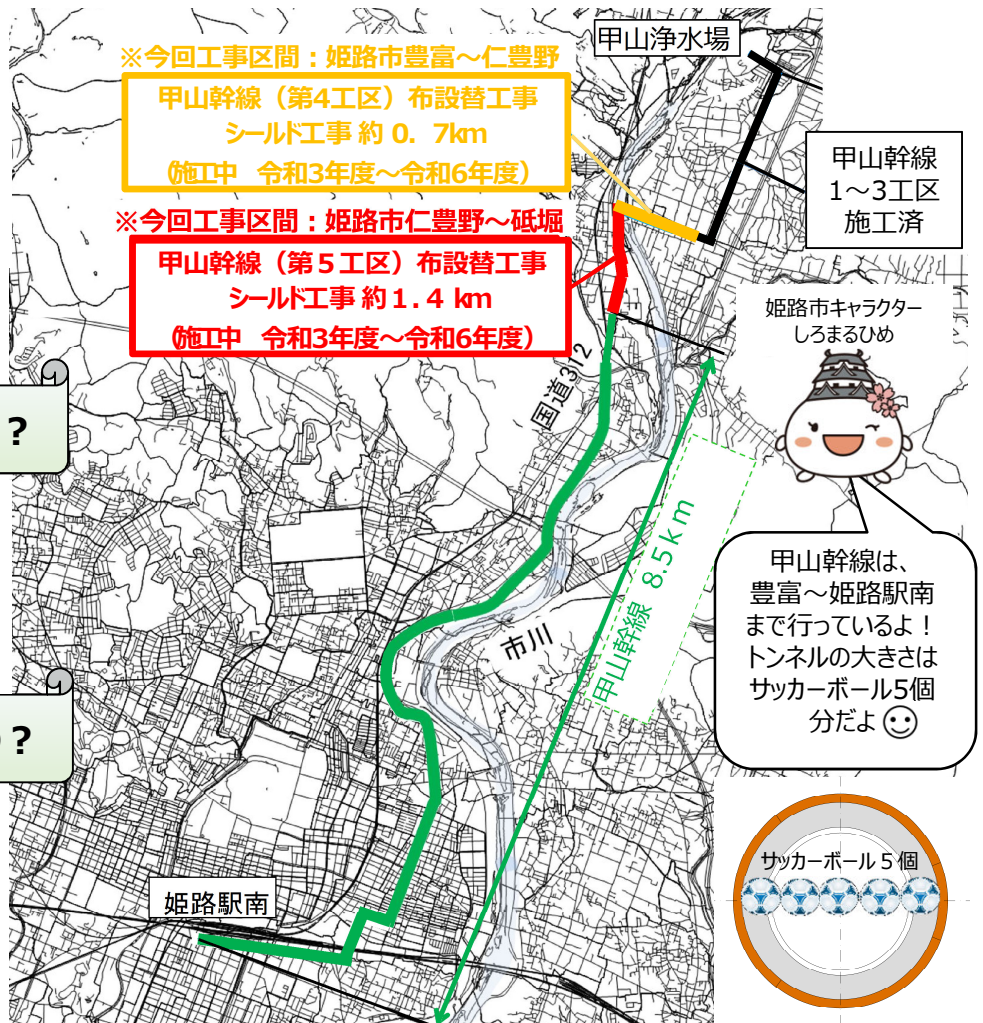 甲山浄水場
※今回工事区間：姫路市豊富～仁豊野
甲山幹線（第4工区）布設替工事
シールド工事 約 0．7km
（施工中　令和3年度～令和6年度）
甲山幹線
1～3工区
施工済
※今回工事区間：姫路市仁豊野～砥堀
甲山幹線（第５工区）布設替工事
シールド工事 約１．４ km
（施工中　令和3年度～令和6年度）
姫路市キャラクター
しろまるひめ
国道312
？
甲山幹線 8.5ｋｍ
甲山幹線は、
豊富～姫路駅南
まで行っているよ！
トンネルの大きさは
サッカーボール5個
分だよ
市川
？
サッカーボール５個
姫路駅南